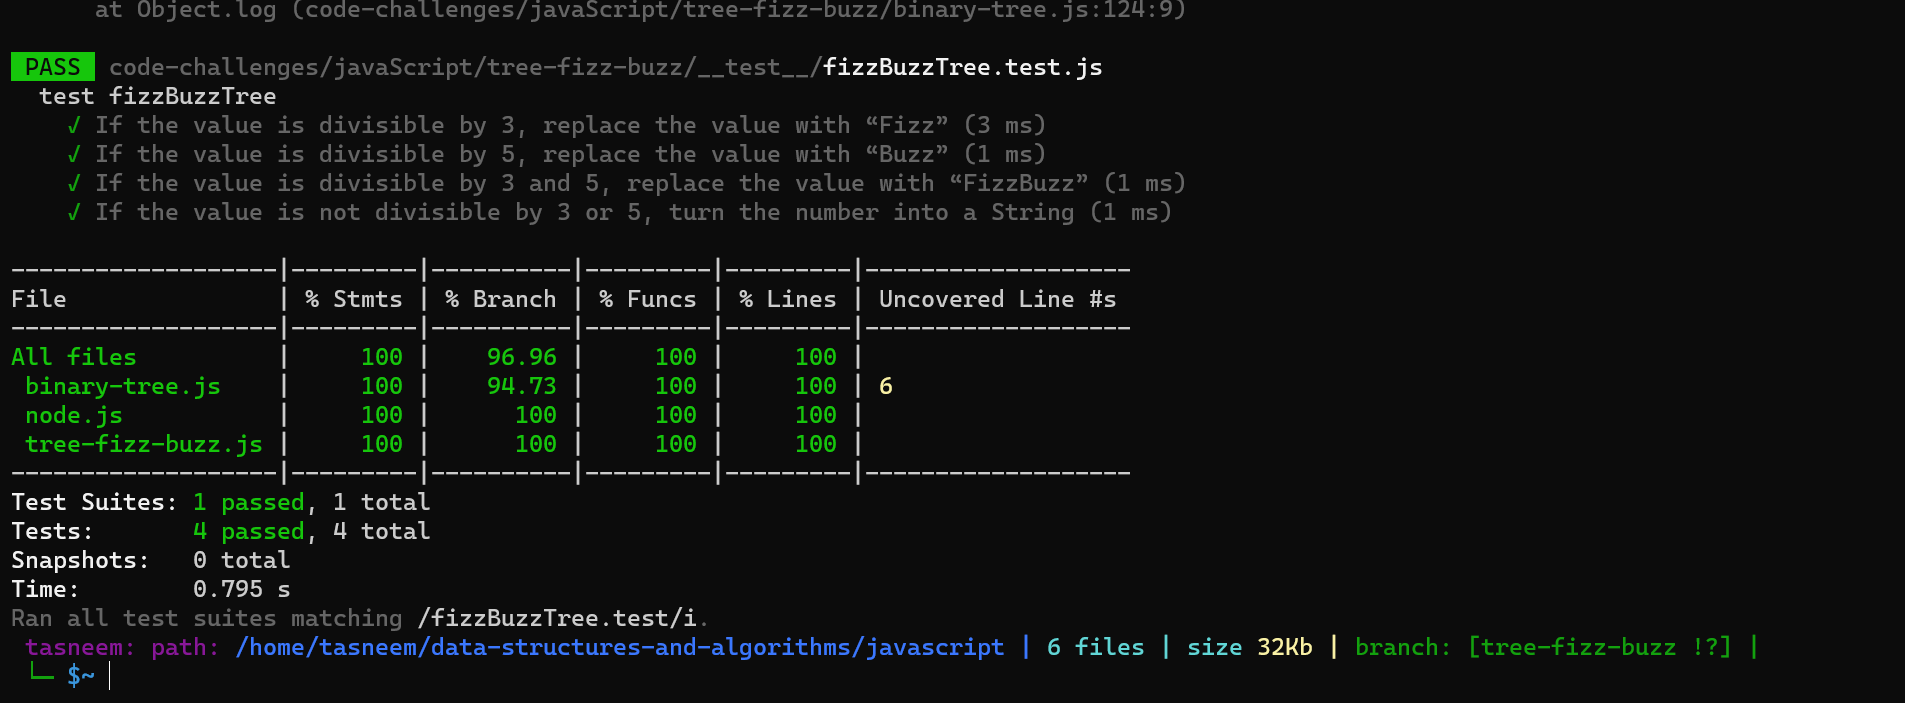 at Object.log (code-challenges/javaScript/tree-fizz-buzz/binary-tree.js:124:9)
PASS code-challenges/javaScript/tree-fizz-buzz/__test__/fizzBuzzTree.test.js
test fizzBuzzTree
√ If the value is divisible by 3, replace the value with “Fizz” (3 ms)
√ If the value is divisible by 5, replace the value with “Buzz” (1 ms)
√ If the value is divisible by 3 and 5, replace the value with “FizzBuzz” (1 ms)
√ If the value is not divisible by 3 or 5, turn the number into a String (1 ms)
-------------------|---------|----------|---------|---------|-------------------
File | % Stmts | % Branch | % Funcs | % Lines | Uncovered Line #s
-------------------|---------|----------|---------|---------|-------------------
All files | 100 | 96.96 | 100 | 100 |
binary-tree.js | 100 | 94.73 | 100 | 100 | 6
node.js | 100 | 100 | 100 | 100 |
tree-fizz-buzz.js | 100 | 100 | 100 | 100 |
-------------------|---------|----------|---------|---------|-------------------
Test Suites: 1 passed, 1 total
Tests: 4 passed, 4 total
Snapshots: 0 total
Time: 0.795 s
Ran all test suites matching /fizzBuzzTree.test/i.
tasneem: path: /home/tasneem/data-structures-and-algorithms/javascript | 6 files | size 32Kb | branch: [tree-fizz-buzz !?] |
└─ $~